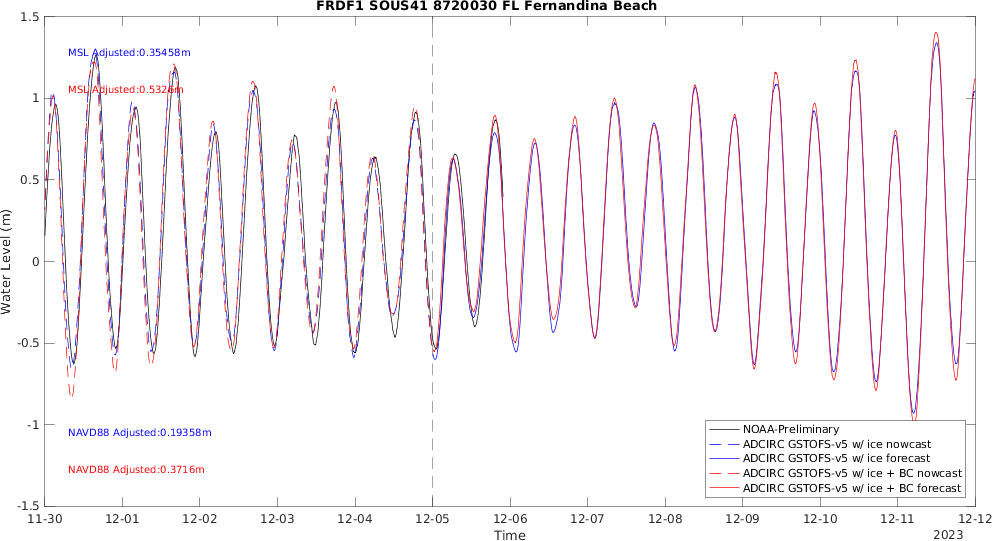 FRDF1 SOUS41 8720030 FL Fernandina Beach
1.5
1
0.5
0
-0.5
-1
-1.5
Water Level (m)
MSL Adjusted:0.35458m
MSL Adjusted:0.5326m
NAVD88 Adjusted:0.19358m
NAVD88 Adjusted:0.3716m
NOAA-Preliminary
ADCIRC GSTOFS-v5 w/ ice nowcast
ADCIRC GSTOFS-v5 w/ ice forecast
ADCIRC GSTOFS-v5 w/ ice + BC nowcast
ADCIRC GSTOFS-v5 w/ ice + BC forecast
11-30 12-01 12-02 12-03 12-04 12-05 12-06 12-07 12-08 12-09 12-10 12-11 12-12
Time
2023